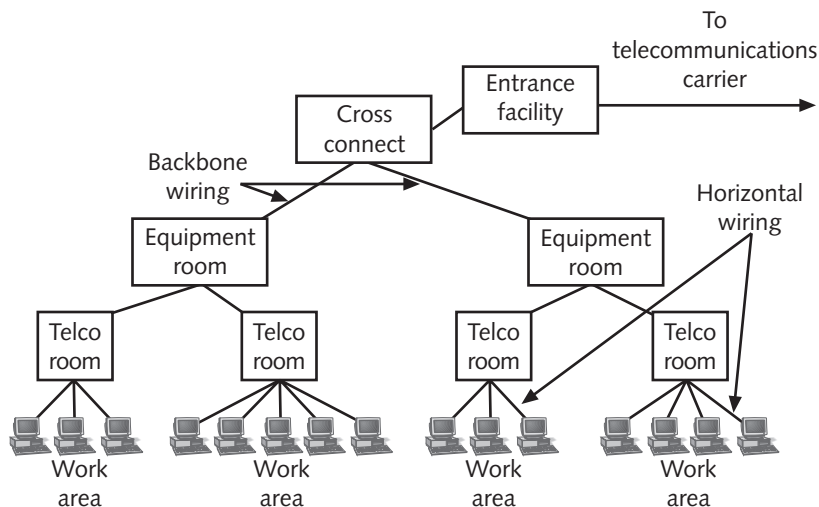 To
telecommunications
carrier
Entrance
facility
Cross
connect
Backbone
wiring
Horizontal
wiring
Equipment
room
Equipment
room
Telco
room
Telco
room
Telco
room
Telco
room
Work
area
Work
area
Work
area
Work
area